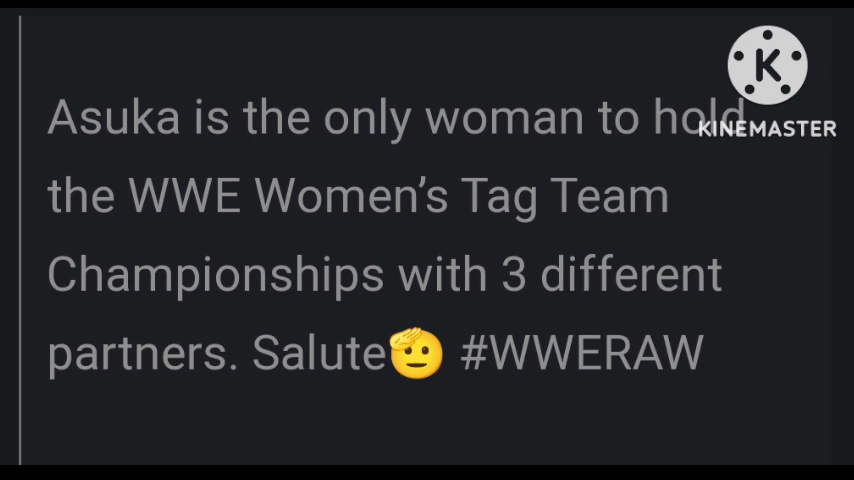 K
KINEMASTER
Asuka is the only woman to hold
the WWE Women’s Tag Team
Championships with 3 different
partners. Salute🫡 #WWERAW